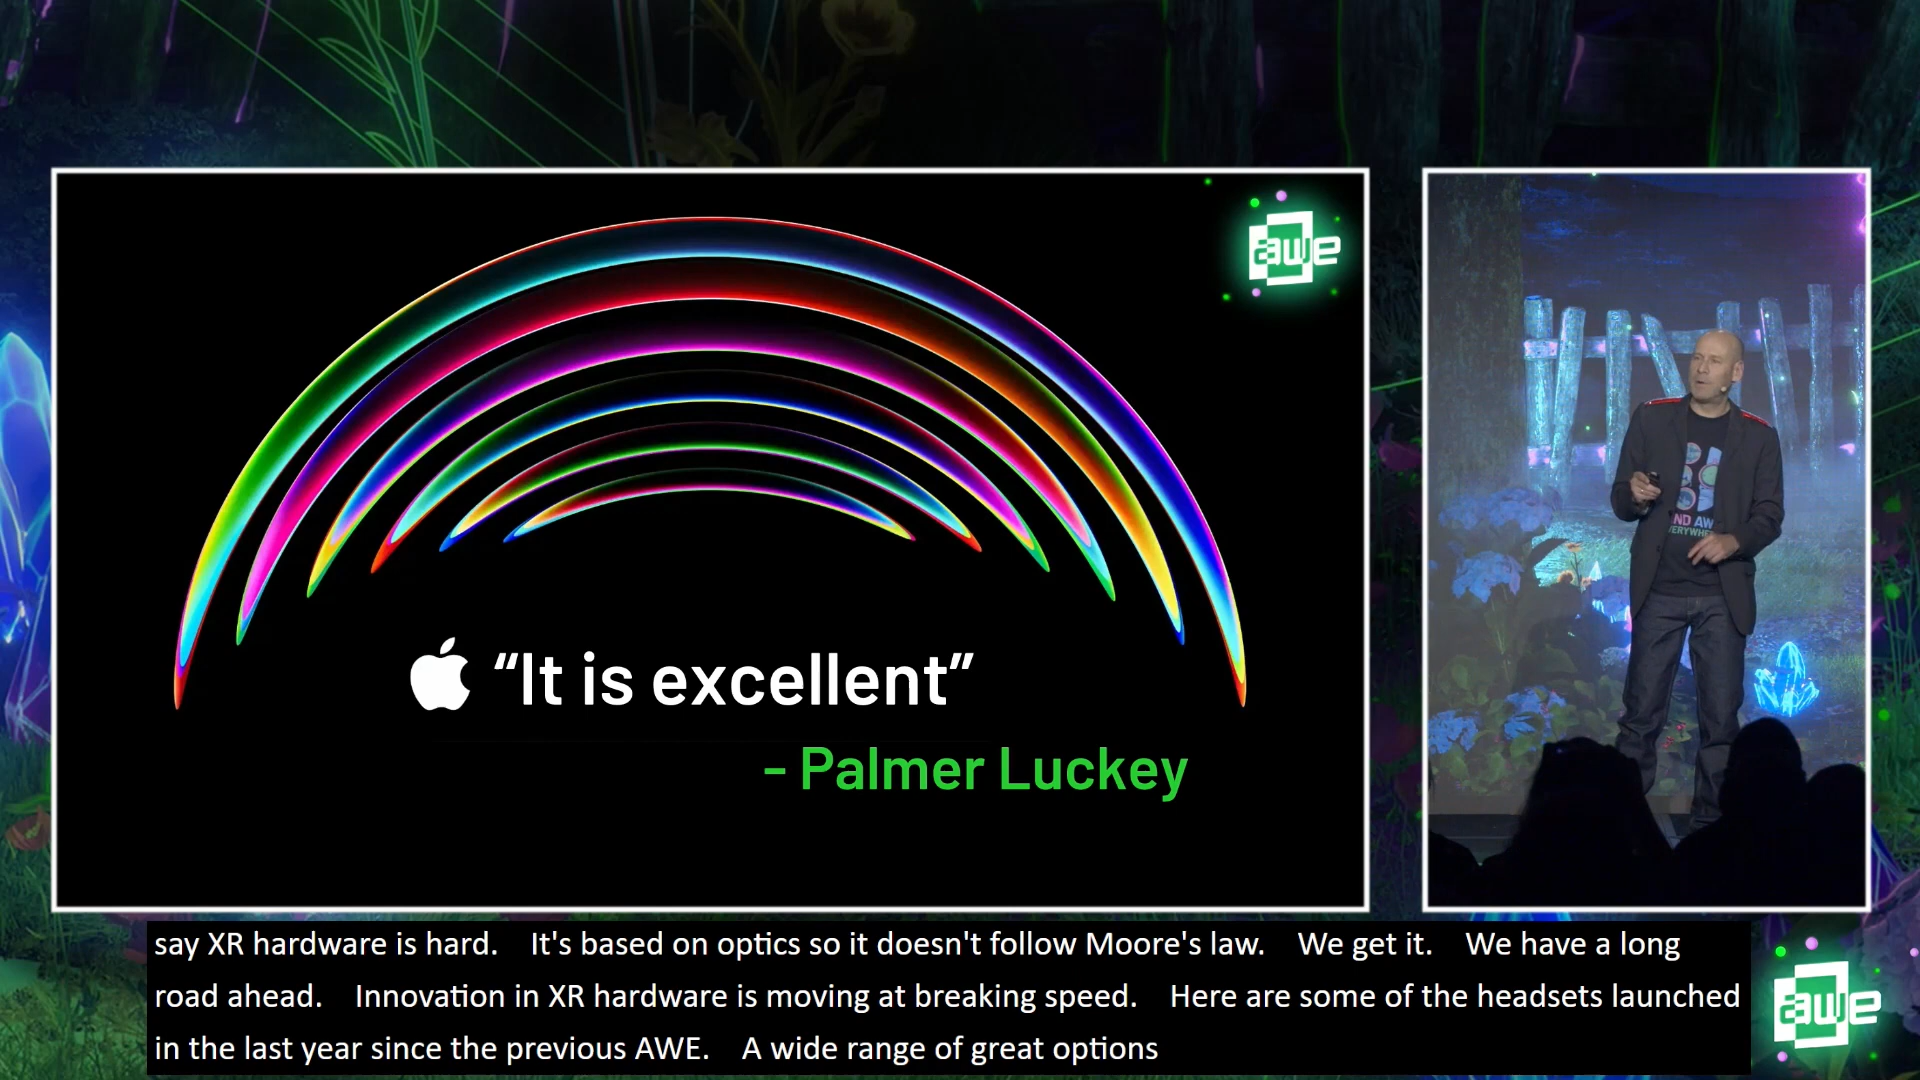 awe
“It is excellent”
- Palmer Luckey
ND AW
VERYWHE
say XR hardware is hard. It's based on optics so it doesn't follow Moore's law. We get it. We have a long
road ahead. Innovation in XR hardware is moving at breaking speed. Here are some of the headsets launched
in the last year since the previous AWE. A wide range of great options
awe